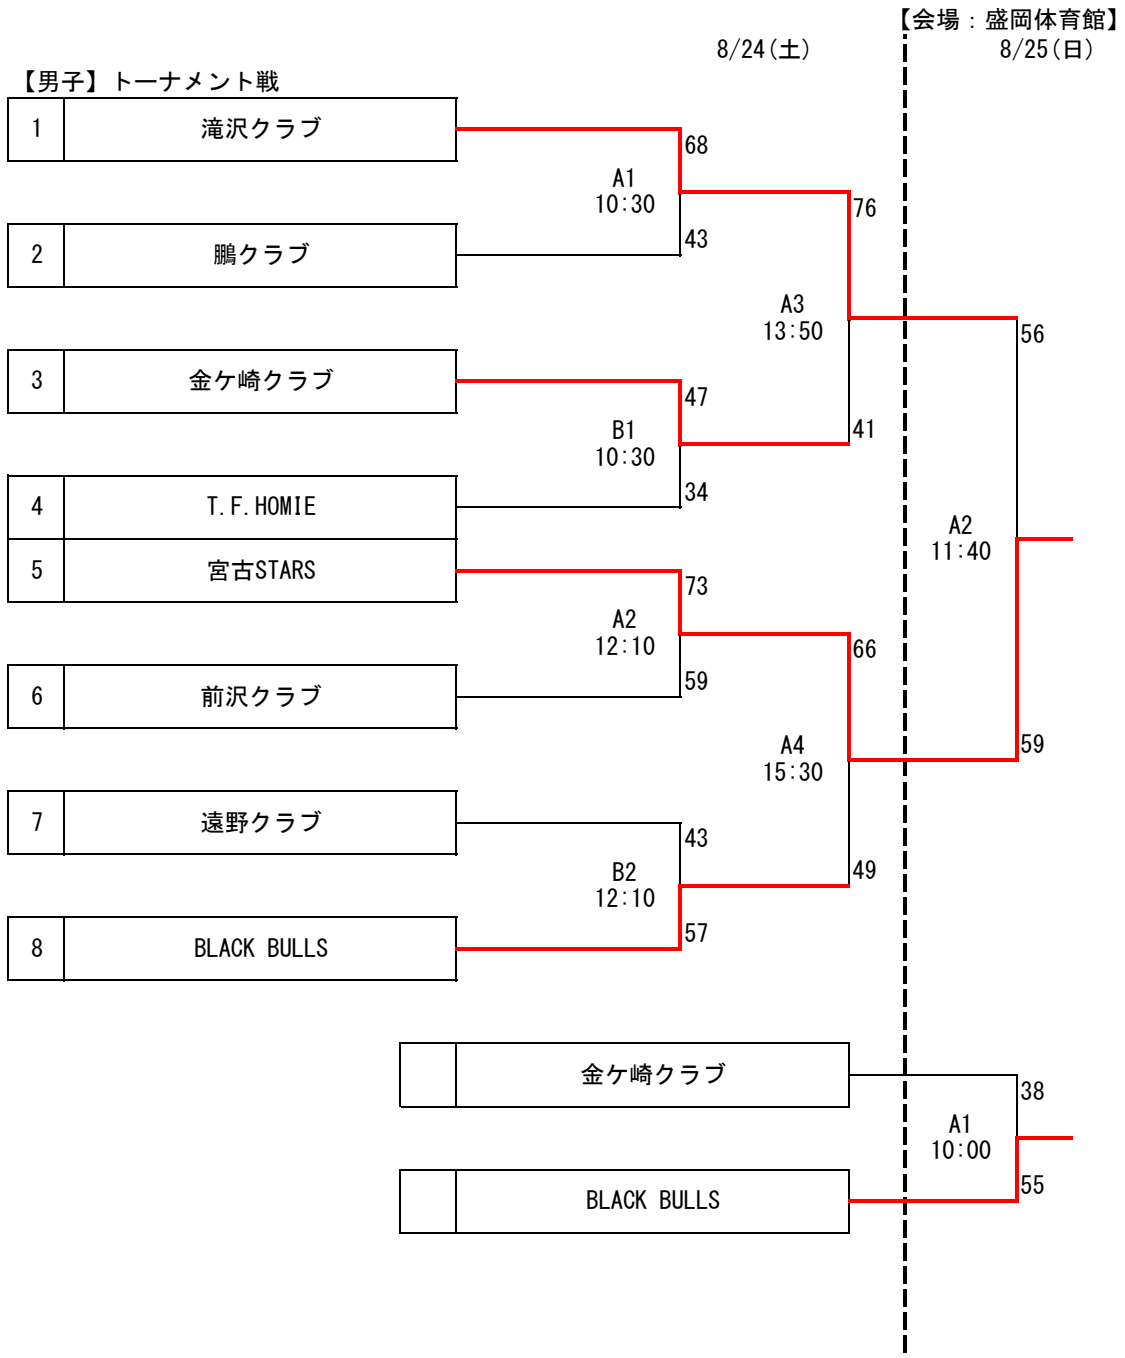 【会場：盛岡体育館】
8/24(土)
8/25(日)
【男子】トーナメント戦
1 滝沢クラブ
68
A1
10:30
76
2 鵬クラブ
43
A3
13:50
56
3 金ケ崎クラブ
47
B1
10:30
41
4 T.F.HOMIE
34
A2
11:40
5 宮古STARS
73
A2
12:10
66
6 前沢クラブ
59
A4
15:30
59
7 遠野クラブ
43
B2
12:10
49
8 BLACK BULLS
57
金ケ崎クラブ
38
A1
10:00
BLACK BULLS
55